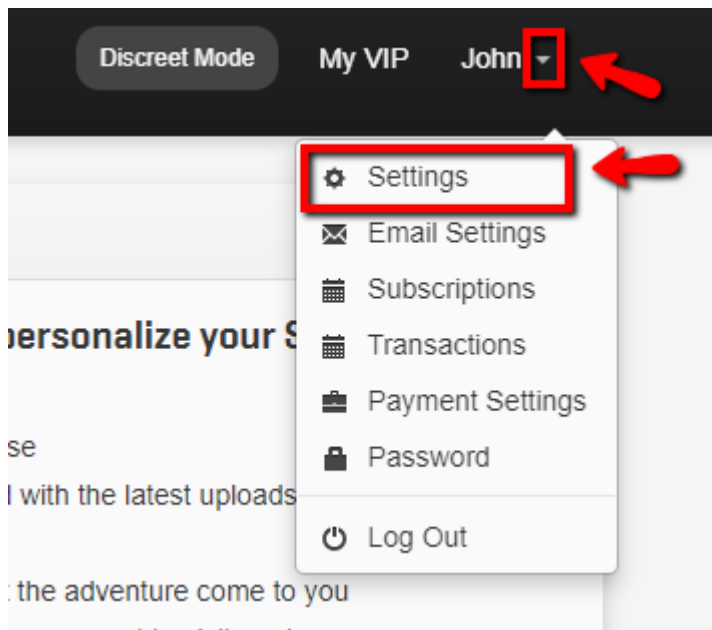 Discreet Mode My VIP John
Settings
Email Settings
Subscriptions
personalize your S
Transactions
Payment Settings
se
Password
with the latest uploads
Log Out
the adventure come to you